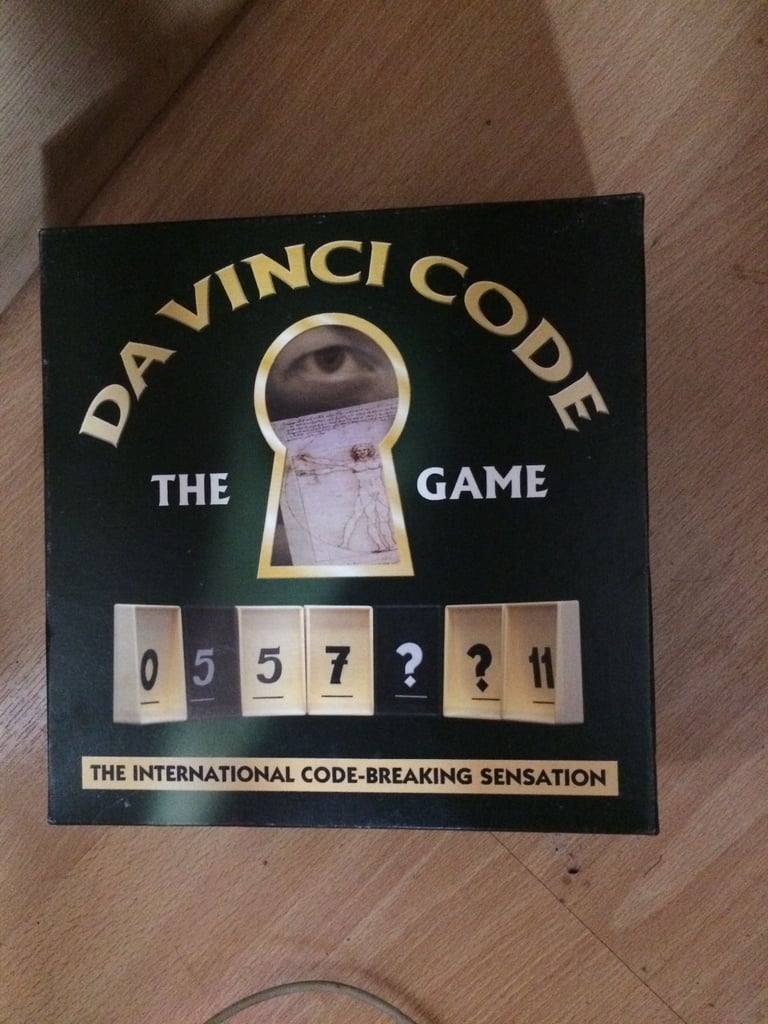 DA VINCI CODE
THE GAME
0 5 5 7 ? ? 11
THE INTERNATIONAL CODE-BREAKING SENSATION